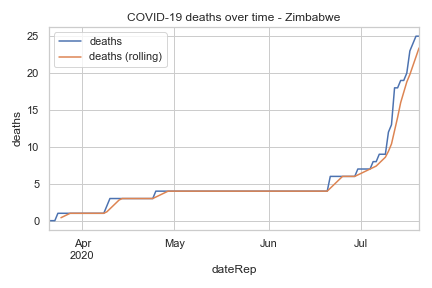 COVID-19 deaths over time - Zimbabwe
deaths
deaths (rolling)
25
20
15
10
5
0
deaths
Apr
2020
May
Jun
Jul
dateRep